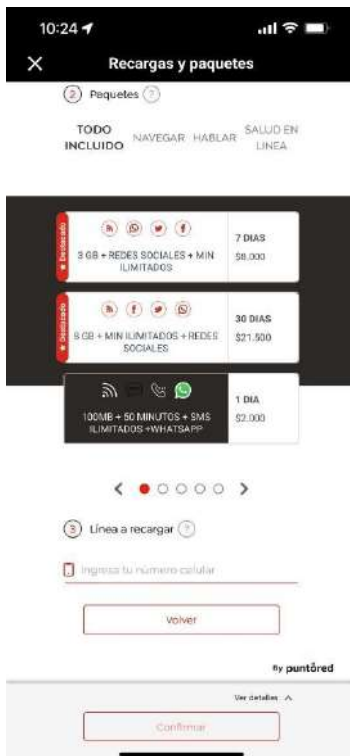 10:24
Recargas y paquetes
2 Paquetes ?
TODO INCLUIDO NAVEGAR HABLAR SALUD EN LINEA
★ Destacado
3 GB + REDES SOCIALES + MIN
ILIMITADOS
7 DIAS
$8.000
★ Destacado
GB + MIN ILIMITADOS + REDES
SOCIALES
30 DIAS
$21.500
100MB + 50 MINUTOS + SMS
ILIMITADOS +WHATSAPP
1 DIA
$2.000
3 Línea a recargar ?
Ingresa tu número celular
Volver
By puntored
Ver detalles
Confirmar